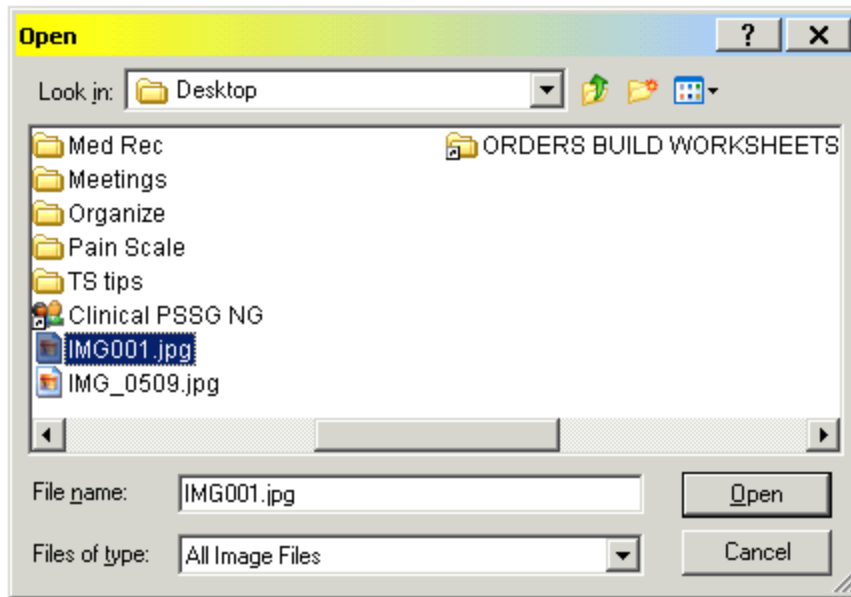 Open
Look in: Desktop
Med Rec
Meetings
Organize
Pain Scale
TS tips
Clinical PSSG NG
IMG001.jpg
IMG_0509.jpg
ORDERS BUILD WORKSHEETS
File name: IMG001.jpg
Open
Files of type: All Image Files
Cancel